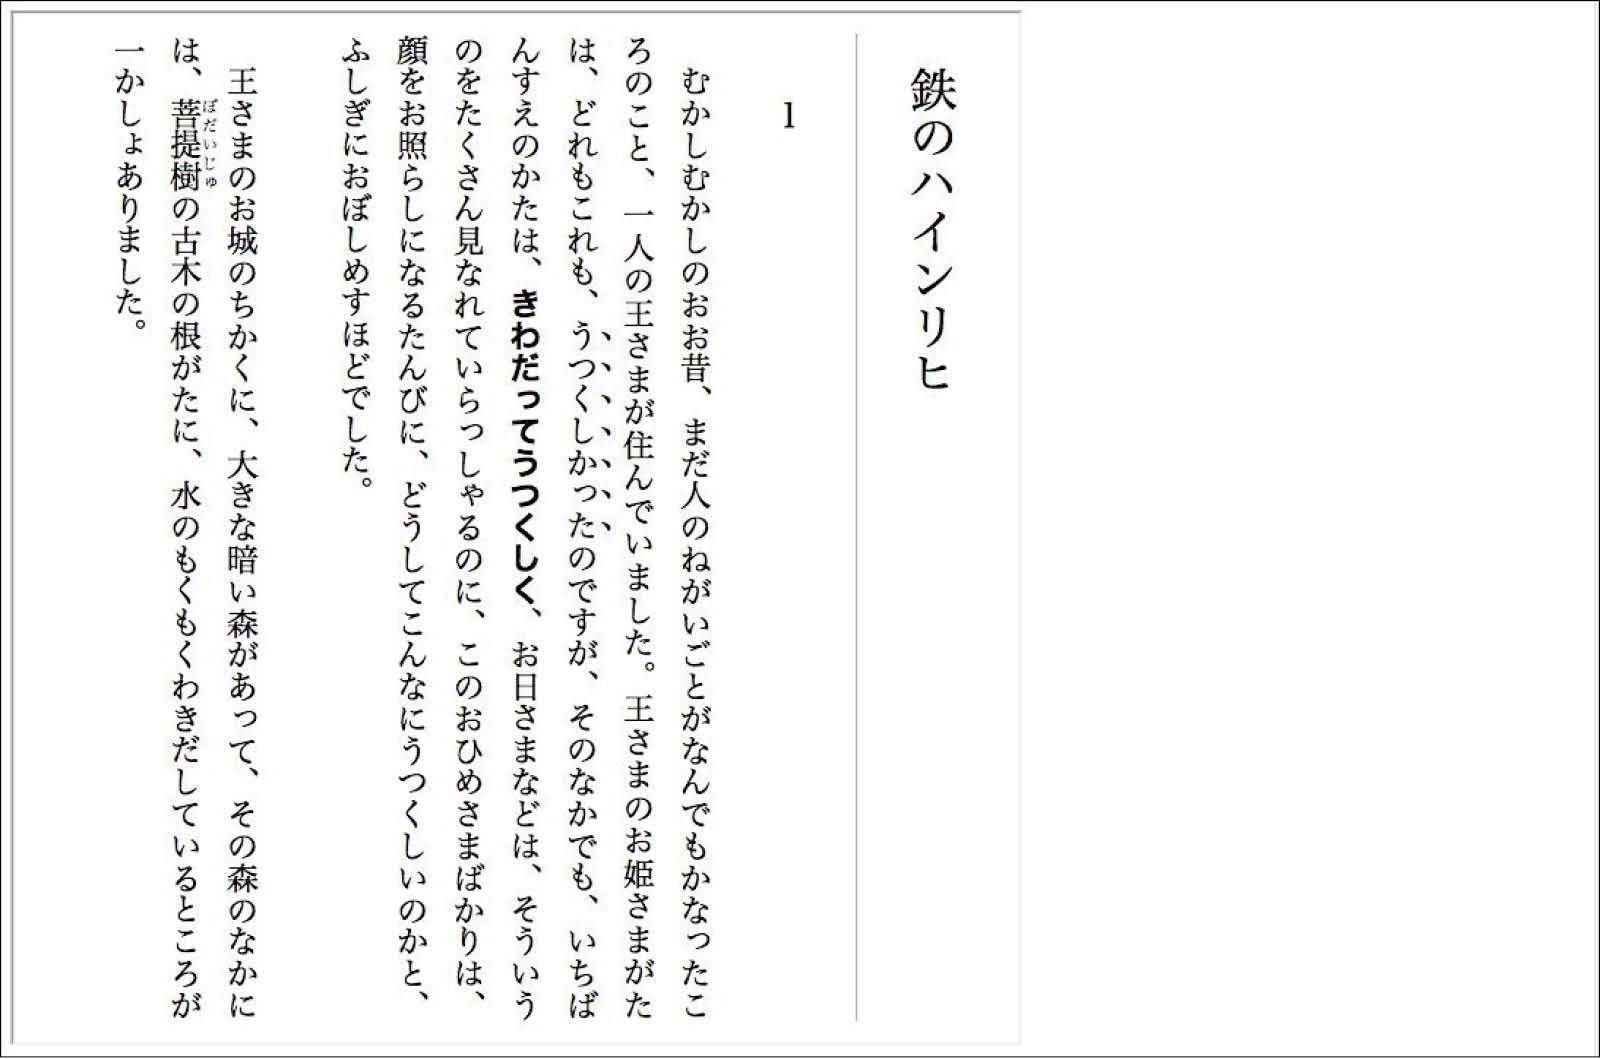 鉄のハインリヒ
1
むかしむかしのおお昔、まだ人のねがいごとがなんでもかなったこ
ろのこと、一人の王さまが住んでいました。王さまのお姫さまがた
は、どれもこれも、うつくしかったのですが、そのなかでも、いちば
んすえのかたは、きわだってうつくしく、お日さまなどは、そういう
のをたくさん見なれていらっしゃるのに、このおひめさまばかりは、
顔をお照らしになるたんびに、どうしてこんなにうつくしいのかと、
ふしぎにおぼしめすほどでした。
王さまのお城のちかくに、大きな暗い森があって、その森のなかに
は、菩提樹の古木の根がたに、水のもくもくわきだしているところが
ぼだいじゅ
一かしょありました。